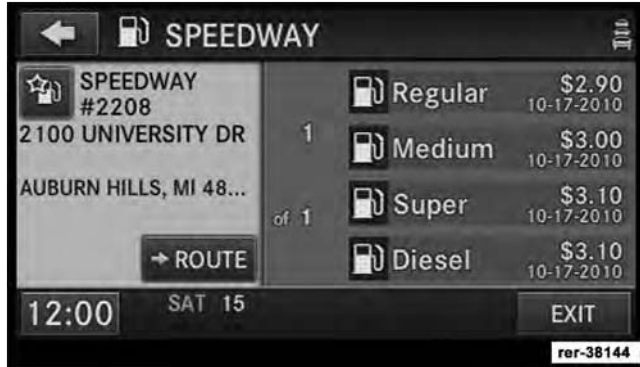 SPEEDWAY
SPEEDWAY
#2208
2100 UNIVERSITY DR
AUBURN HILLS, MI 48...
➔ ROUTE
1
of 1
Regular $2.90
10-17-2010
Medium $3.00
10-17-2010
Super $3.10
10-17-2010
Diesel $3.10
10-17-2010
12:00 SAT 15
EXIT
rer-38144